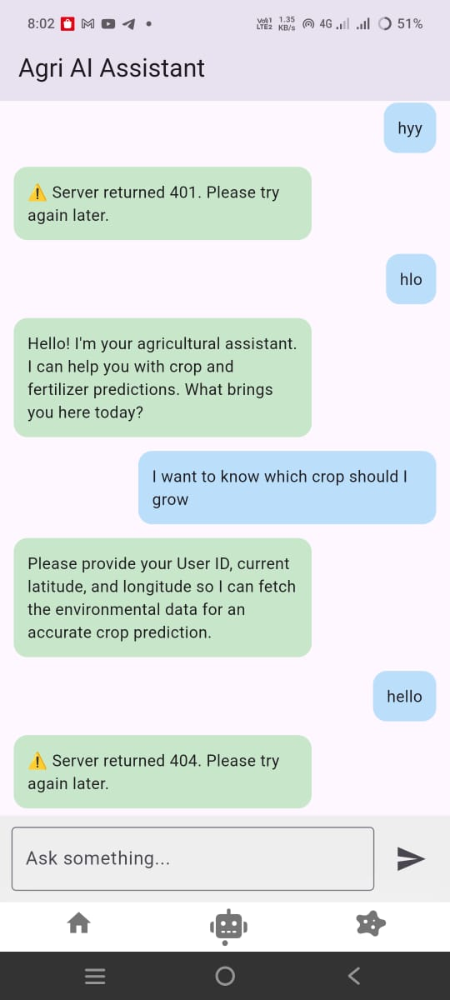 8:02
Vo1 1.35 4G 51%
LTE2 KB/s
Agri AI Assistant
hyy
⚠️ Server returned 401. Please try
again later.
hlo
Hello! I'm your agricultural assistant.
I can help you with crop and
fertilizer predictions. What brings
you here today?
I want to know which crop should I
grow
Please provide your User ID, current
latitude, and longitude so I can fetch
the environmental data for an
accurate crop prediction.
hello
⚠️ Server returned 404. Please try
again later.
Ask something...